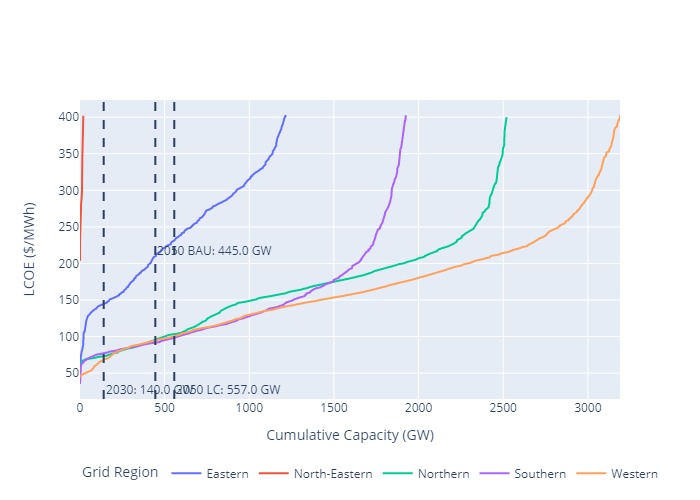 400
350
300
250
200
150
100
50
LCOE ($/MWh)
2050 BAU: 445.0 GW
2030: 140.0 GW
2050 LC: 557.0 GW
0 500 1000 1500 2000 2500 3000
Cumulative Capacity (GW)
Grid Region Eastern North-Eastern Northern Southern Western